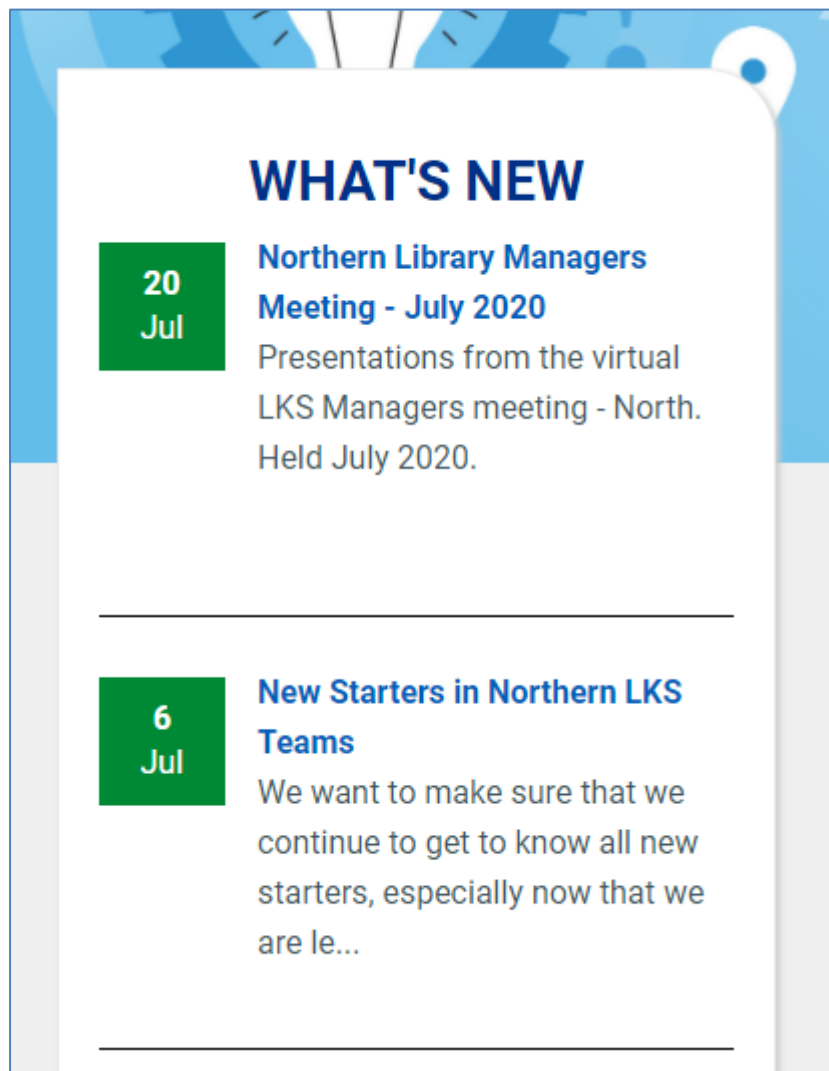 WHAT'S NEW
20
Jul
Northern Library Managers
Meeting - July 2020
Presentations from the virtual
LKS Managers meeting - North.
Held July 2020.
6
Jul
New Starters in Northern LKS
Teams
We want to make sure that we
continue to get to know all new
starters, especially now that we
are le...